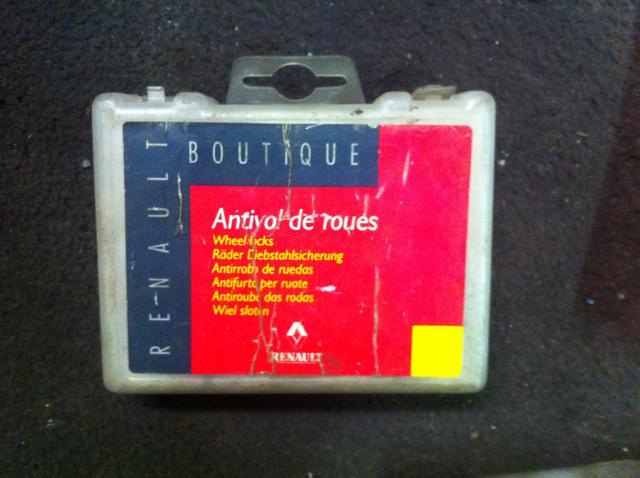 RENAULT
BOUTIQUE
Antivol de roues
Wheel locks
Räder Diebstahlsicherung
Antirrobo de ruedas
Antifurto per ruote
Antiroubo das rodas
Wiel sloten
RENAULT